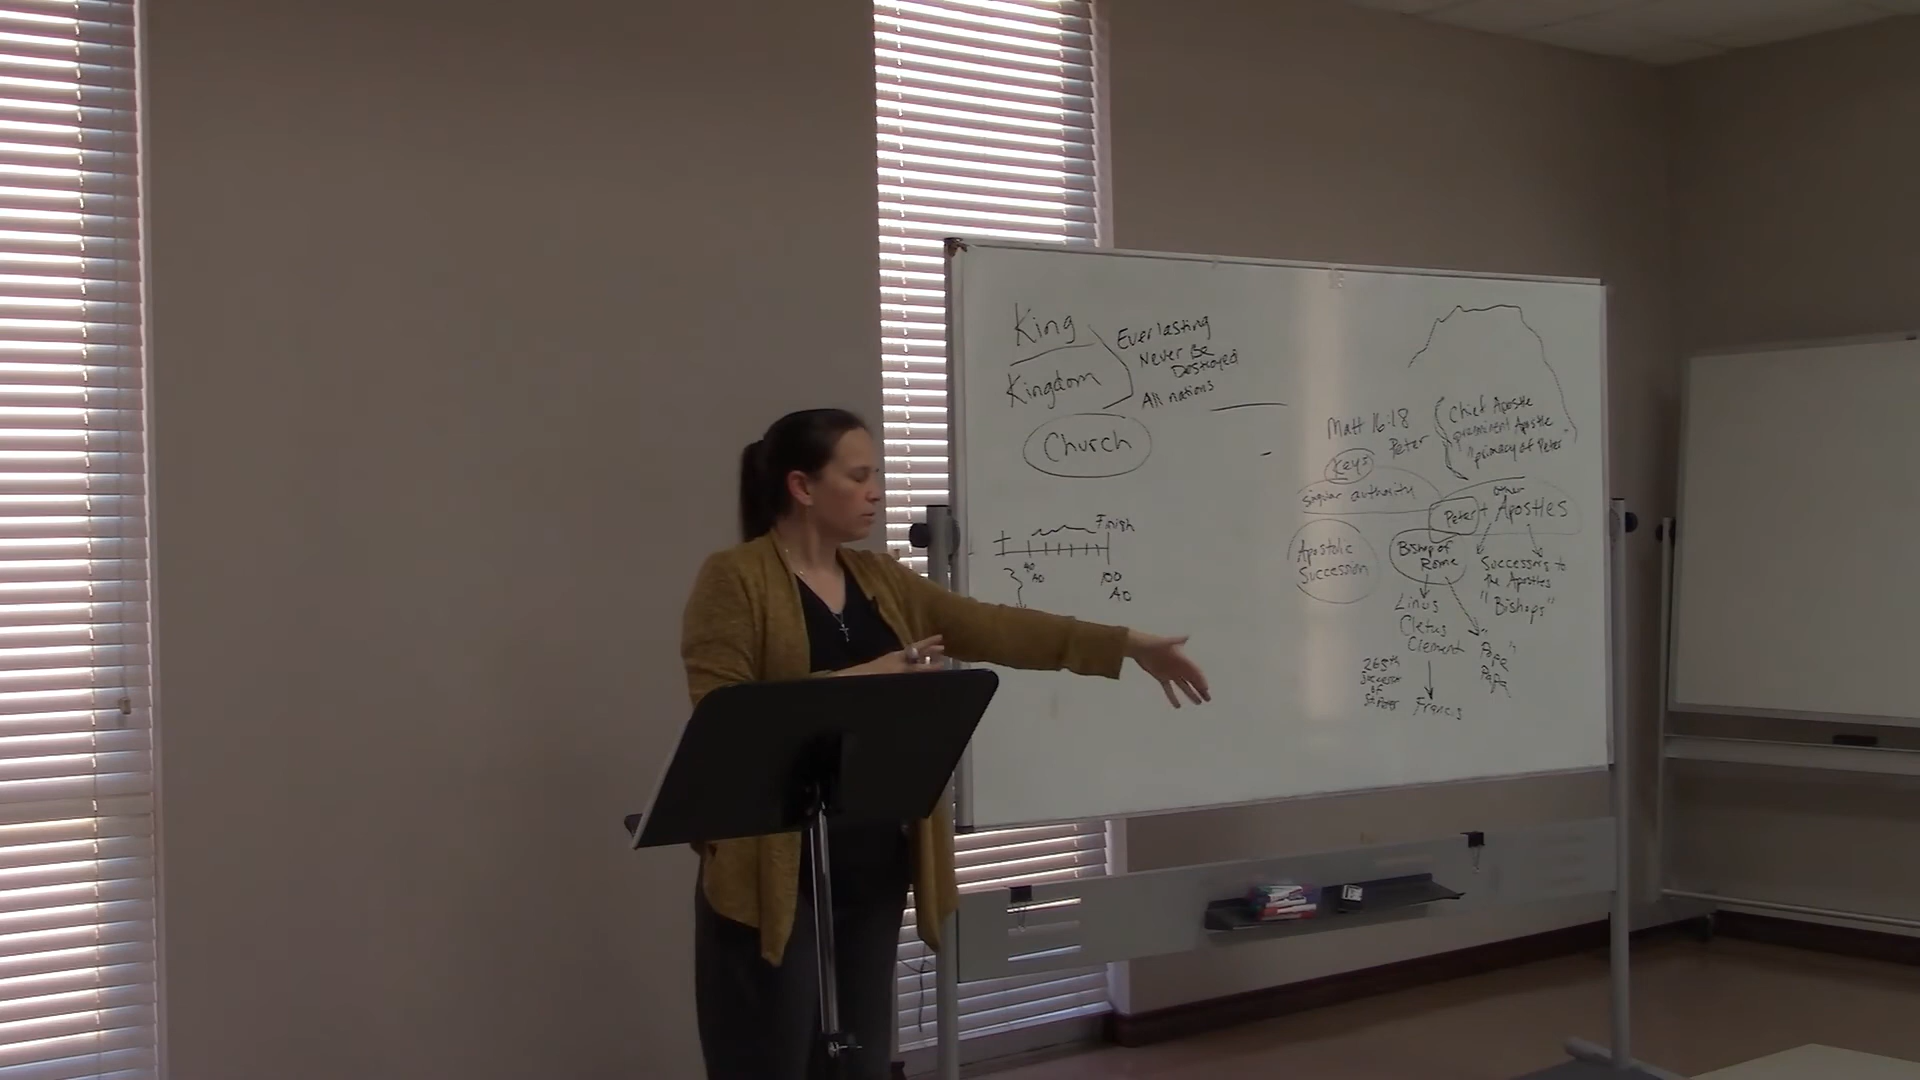 King
Kingdom
Church
Everlasting
Never Be
Destroyed
All nations
Finish
40
AD
100
AD
Matt 16:18
Peter
Chief Apostle
prominent Apostle
"primacy of Peter"
Keys
singular authority
other
Peter + Apostles
Apostolic
Succession
Bishop of
Rome
Successors to
the Apostles
"Bishops"
Linus
Cletus
Clement
"Pope"
Papa
265th
Successor
of
St. Peter
Francis